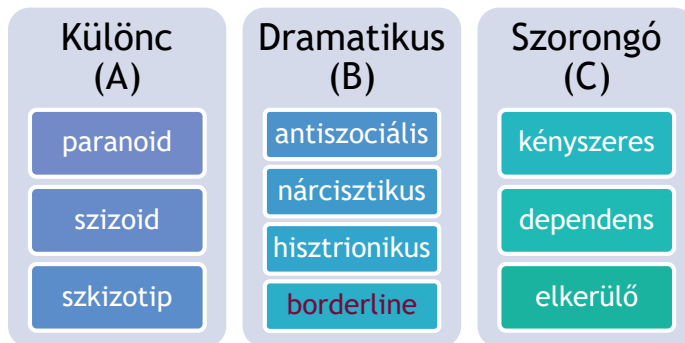 Különc
(A)
paranoid
szizoid
szkizotip
Dramatikus
(B)
antiszociális
nárcisztikus
hisztrionikus
borderline
Szorongó
(C)
kényszeres
dependens
elkerülő